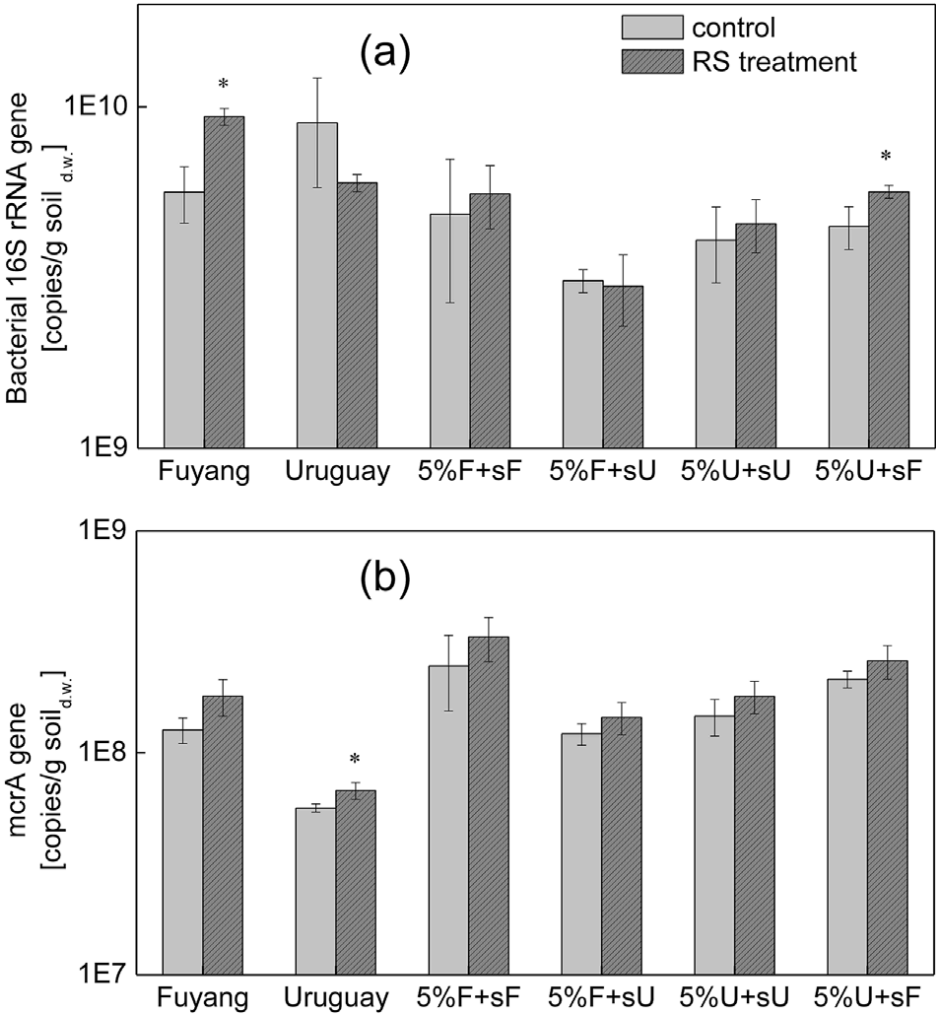 (a)
control
RS treatment
Bacterial 16S rRNA gene
[copies/g soil d.w.]
1E10
1E9
*
*
Fuyang Uruguay 5%F+sF 5%F+sU 5%U+sU 5%U+sF
(b)
mcrA gene
[copies/g soil d.w.]
1E9
1E8
1E7
*
Fuyang Uruguay 5%F+sF 5%F+sU 5%U+sU 5%U+sF